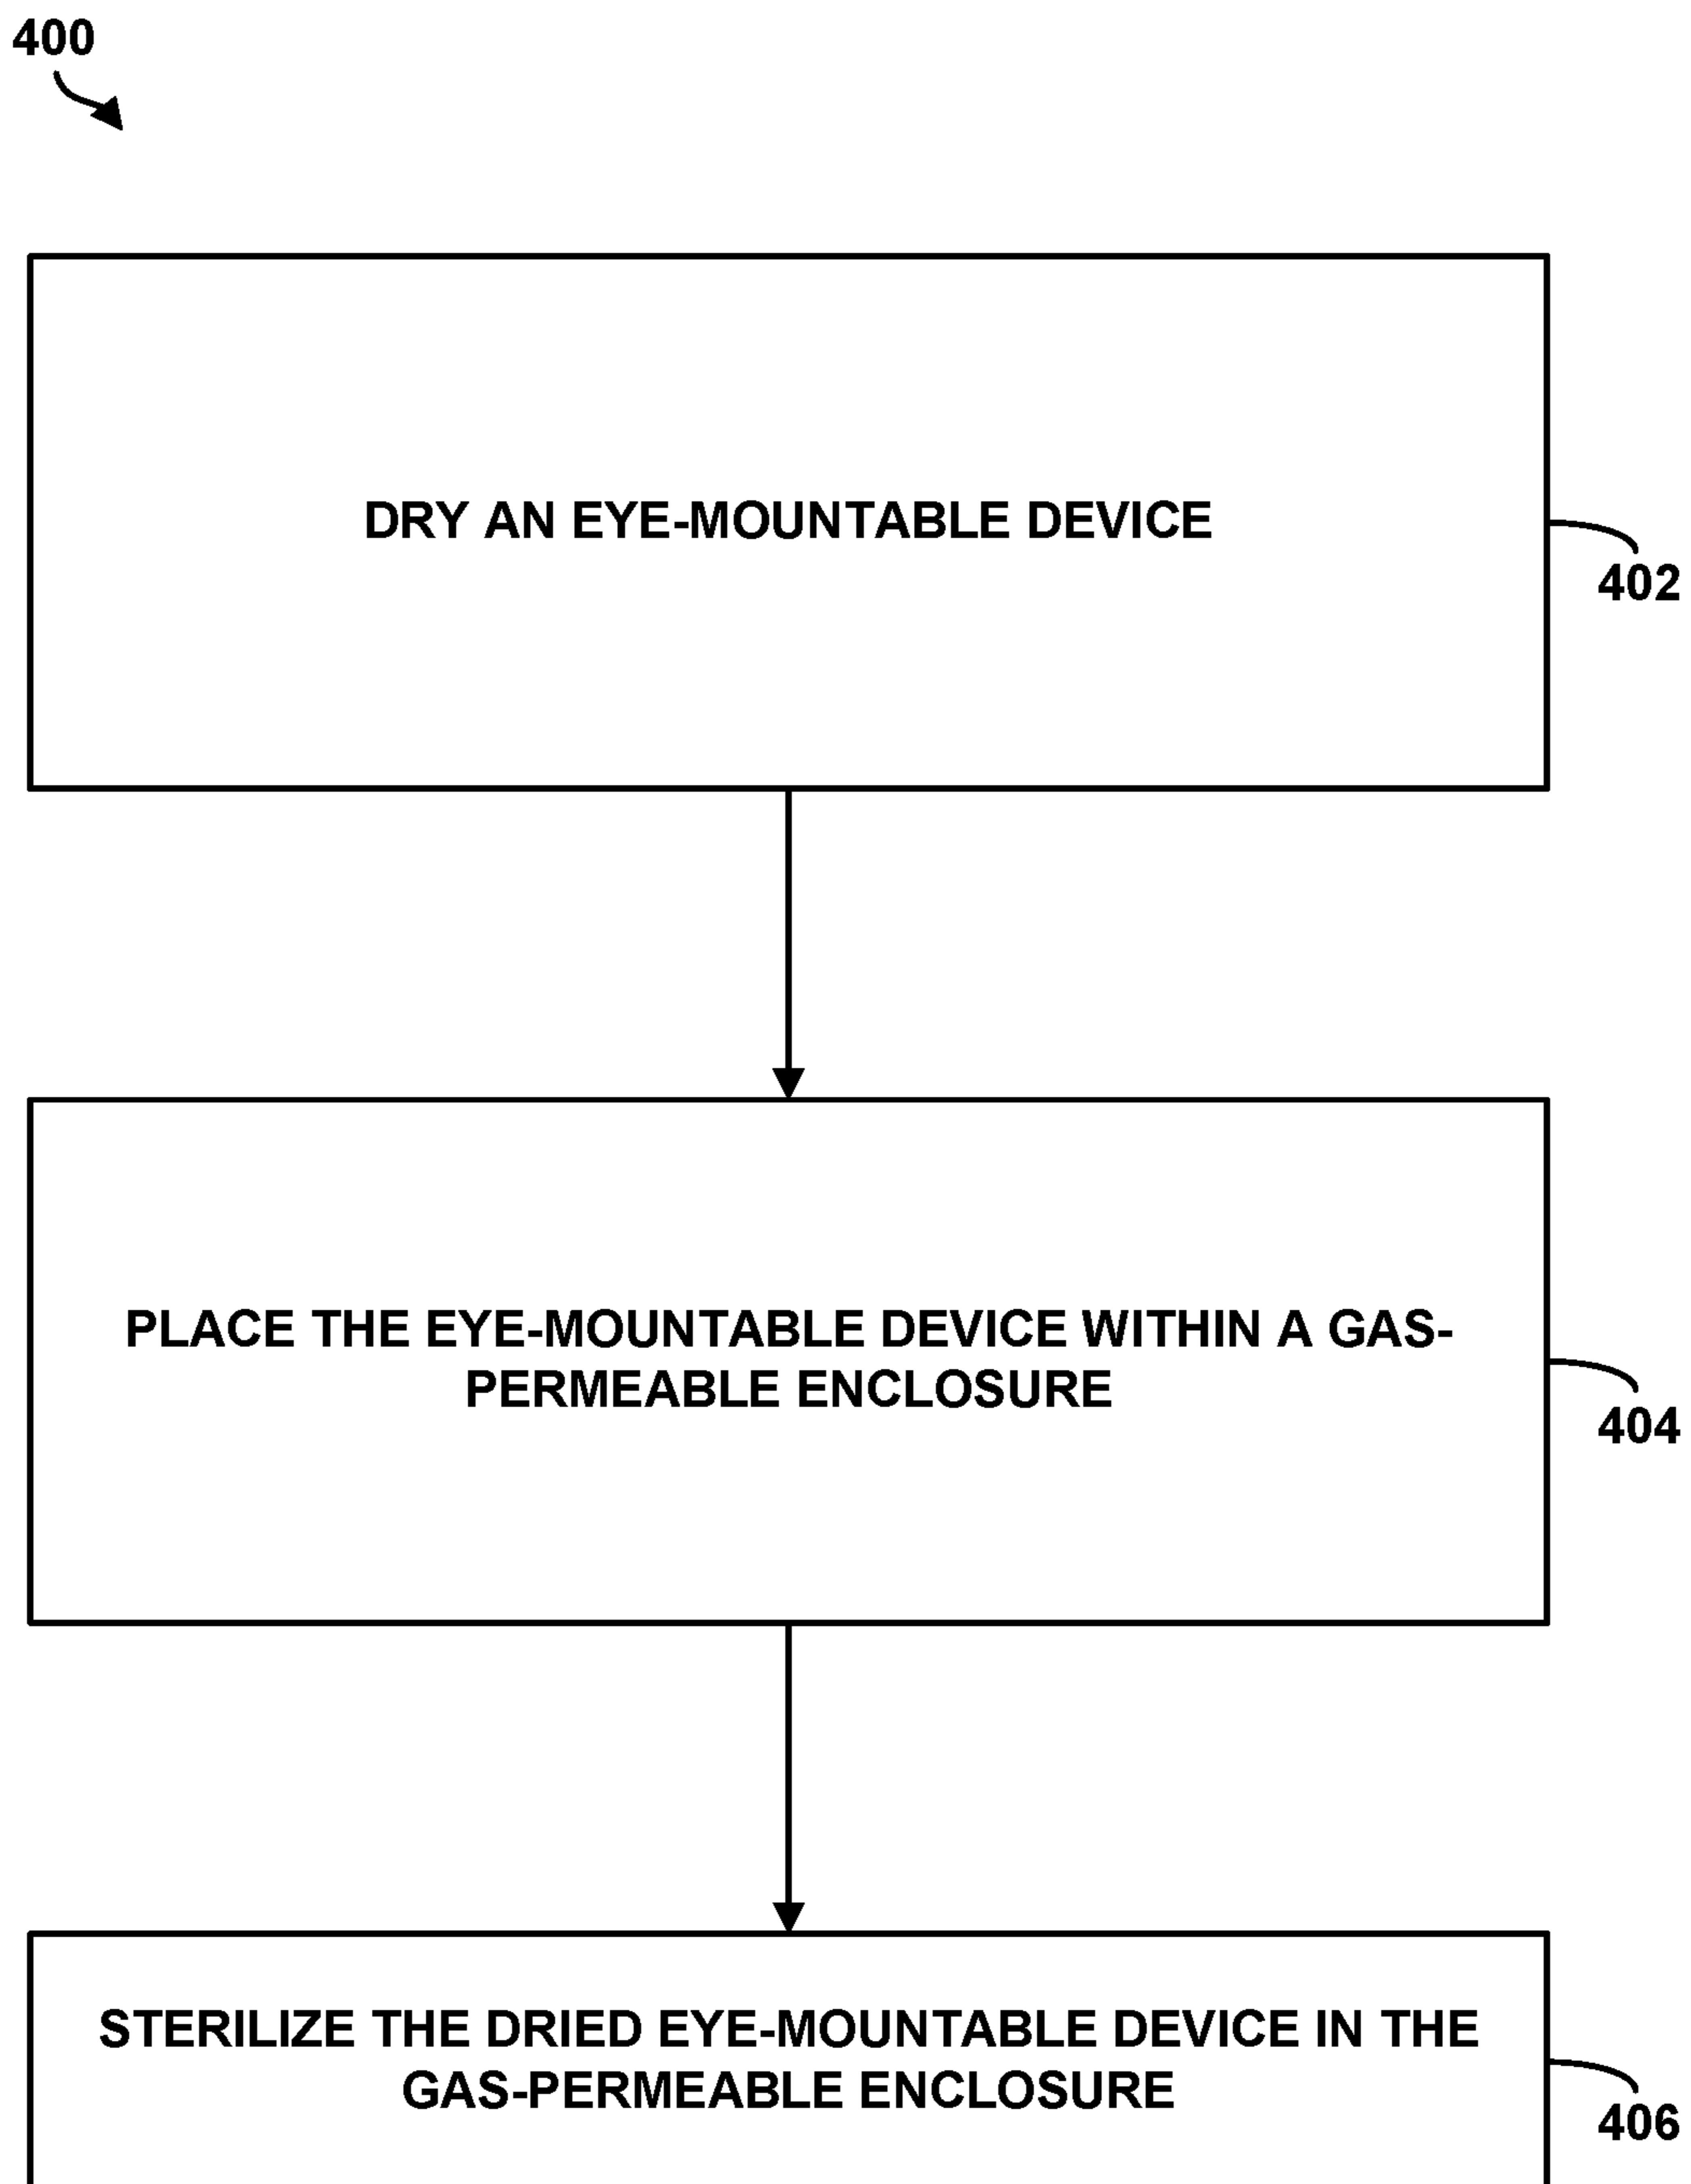 400
DRY AN EYE-MOUNTABLE DEVICE
402
PLACE THE EYE-MOUNTABLE DEVICE WITHIN A GAS-
PERMEABLE ENCLOSURE
404
STERILIZE THE DRIED EYE-MOUNTABLE DEVICE IN THE
GAS-PERMEABLE ENCLOSURE
406